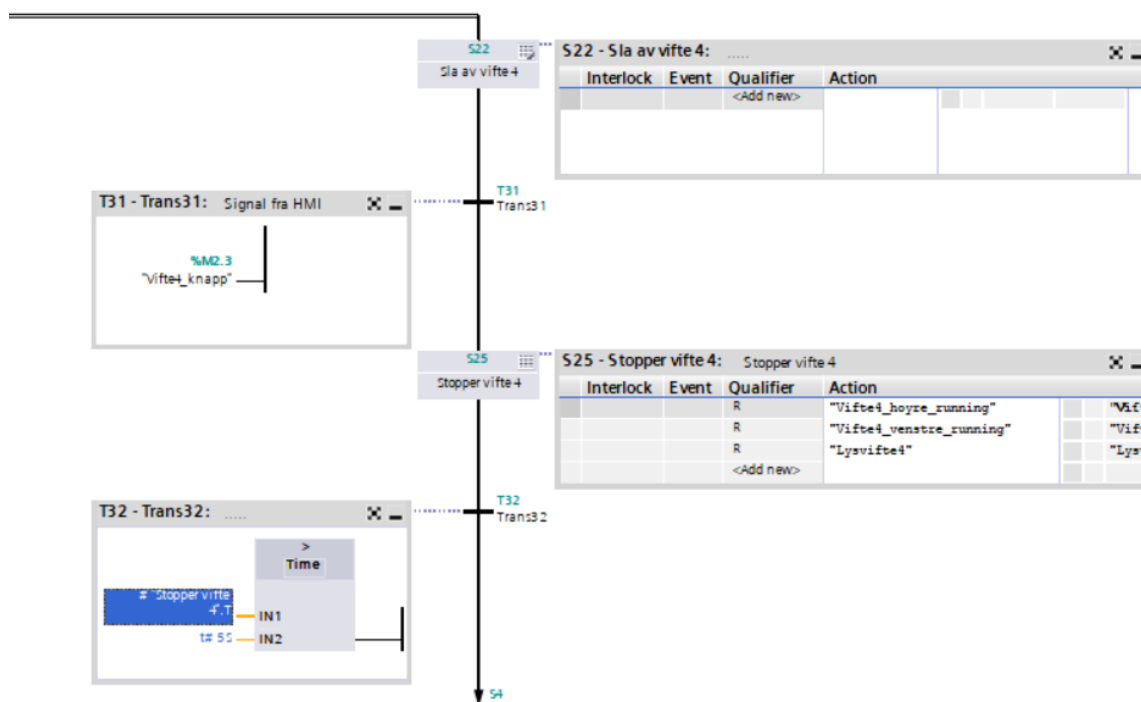 S22
Sla av vifte 4
S22 - Sla av vifte 4: .....
Interlock Event Qualifier Action
<Add new>
T31 - Trans31: Signal fra HMI
T31
Trans31
%M2.3
"Vifte4_knapp"
S25
Stopper vifte 4
S25 - Stopper vifte 4: Stopper vifte 4
Interlock Event Qualifier Action
R "Vifte4_hoyre_running" "Vif
R "Vifte4_venstre_running" "Vif
R "Lysvifte4" "Lys
<Add new>
T32 - Trans32: .....
T32
Trans32
>
Time
# "Stopper vifte
4".T
IN1
t# 5S IN2
S4